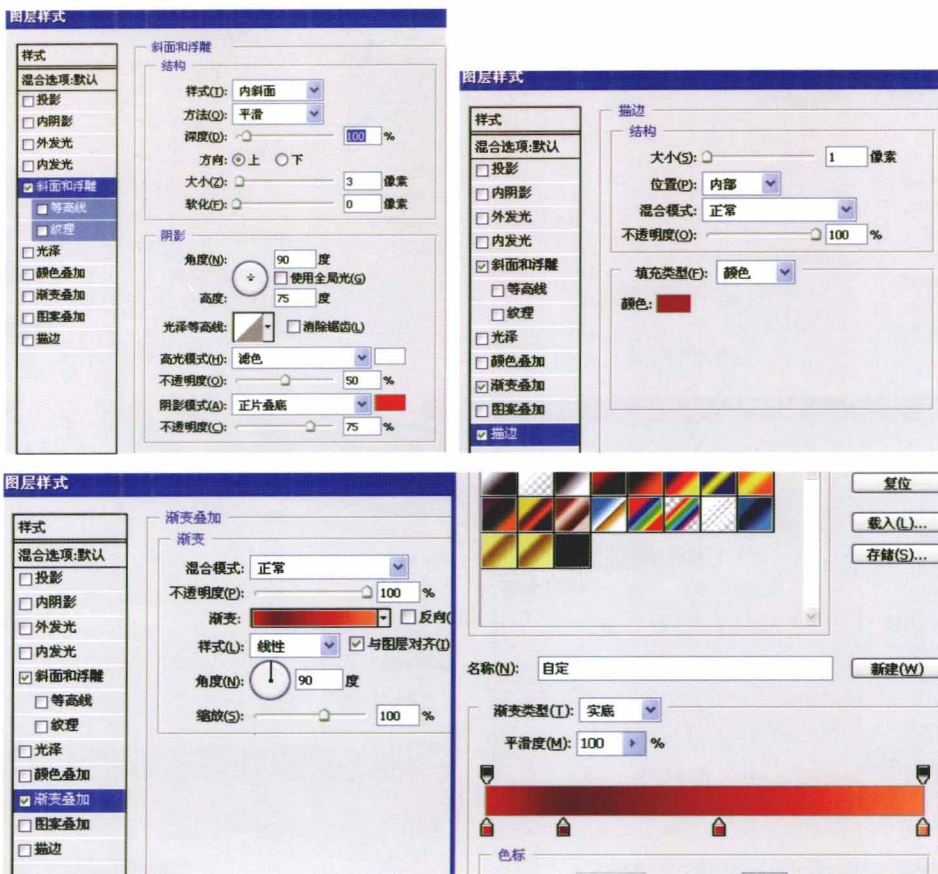 图层样式
样式
混合选项:默认
投影
内阴影
外发光
内发光
斜面和浮雕
等高线
纹理
光泽
颜色叠加
渐变叠加
图案叠加
描边
斜面和浮雕
结构
样式(T): 内斜面
方法(Q): 平滑
深度(D): 100 %
方向: 上 下
大小(Z): 3 像素
软化(F): 0 像素
阴影
角度(N): 90 度
使用全局光(G)
高度: 75 度
光泽等高线: 消除锯齿(L)
高光模式(H): 滤色
不透明度(O): 50 %
阴影模式(A): 正片叠底
不透明度(C): 75 %
图层样式
样式
混合选项:默认
投影
内阴影
外发光
内发光
斜面和浮雕
等高线
纹理
光泽
颜色叠加
渐变叠加
图案叠加
描边
描边
结构
大小(S): 1 像素
位置(P): 内部
混合模式: 正常
不透明度(O): 100 %
填充类型(F): 颜色
颜色:
图层样式
样式
混合选项:默认
投影
内阴影
外发光
内发光
斜面和浮雕
等高线
纹理
光泽
颜色叠加
渐变叠加
图案叠加
描边
渐变叠加
渐变
混合模式: 正常
不透明度(P): 100 %
渐变: 反向(
样式(L): 线性 与图层对齐(I)
角度(N): 90 度
缩放(S): 100 %
复位
载入(L)...
存储(S)...
名称(N): 自定 新建(W)
渐变类型(T): 实底
平滑度(M): 100 %
色标